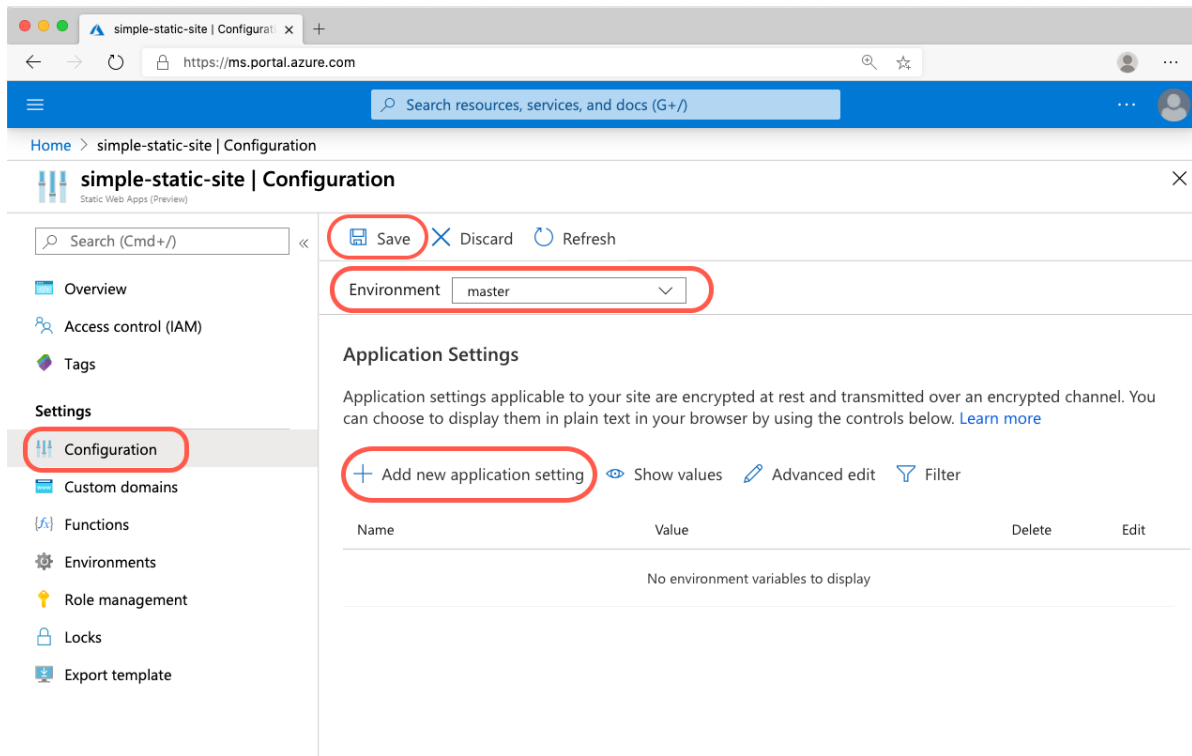 simple-static-site | Configurati
https://ms.portal.azure.com
Search resources, services, and docs (G+/)
Home > simple-static-site | Configuration
simple-static-site | Configuration
Static Web Apps (Preview)
Search (Cmd+/)
Save Discard Refresh
Environment master
Overview
Access control (IAM)
Tags
Settings
Configuration
Custom domains
Functions
Environments
Role management
Locks
Export template
Application Settings
Application settings applicable to your site are encrypted at rest and transmitted over an encrypted channel. You
can choose to display them in plain text in your browser by using the controls below. Learn more
Add new application setting Show values Advanced edit Filter
Name Value Delete Edit
No environment variables to display